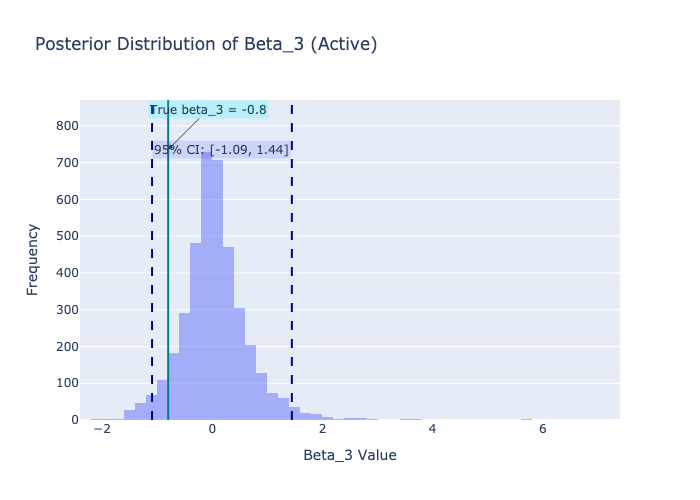 Posterior Distribution of Beta_3 (Active)
True beta_3 = -0.8
95% CI: [-1.09, 1.44]
800
700
600
500
400
300
200
100
0
Frequency
−2
0
2
4
6
Beta_3 Value